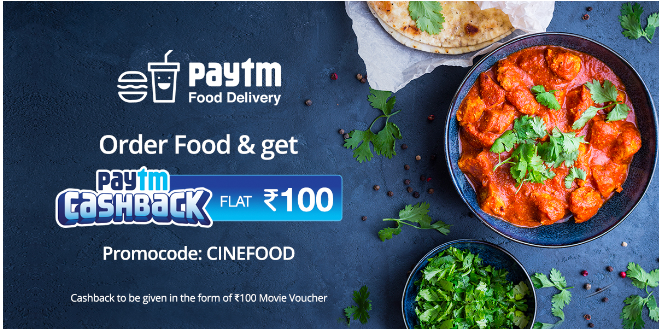 paytm
Food Delivery
Order Food & get
paytm
CASHBACK
FLAT ₹100
Promocode: CINEFOOD
Cashback to be given in the form of ₹100 Movie Voucher